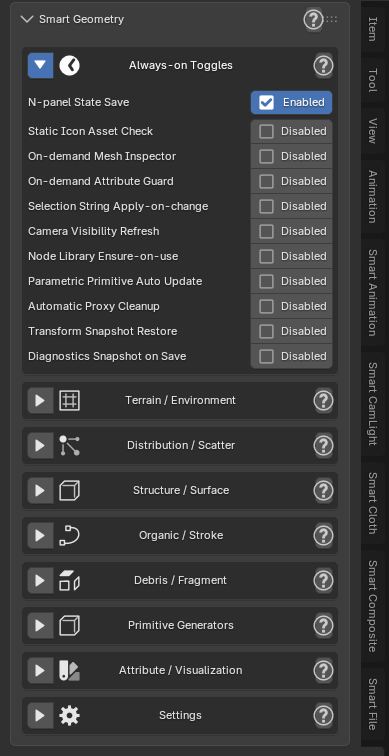 Smart Geometry
Always-on Toggles
N-panel State Save Enabled
Static Icon Asset Check Disabled
On-demand Mesh Inspector Disabled
On-demand Attribute Guard Disabled
Selection String Apply-on-change Disabled
Camera Visibility Refresh Disabled
Node Library Ensure-on-use Disabled
Parametric Primitive Auto Update Disabled
Automatic Proxy Cleanup Disabled
Transform Snapshot Restore Disabled
Diagnostics Snapshot on Save Disabled
Terrain / Environment
Distribution / Scatter
Structure / Surface
Organic / Stroke
Debris / Fragment
Primitive Generators
Attribute / Visualization
Settings
Item
Tool
View
Animation
Smart Animation
Smart CamLight
Smart Cloth
Smart Composite
Smart File